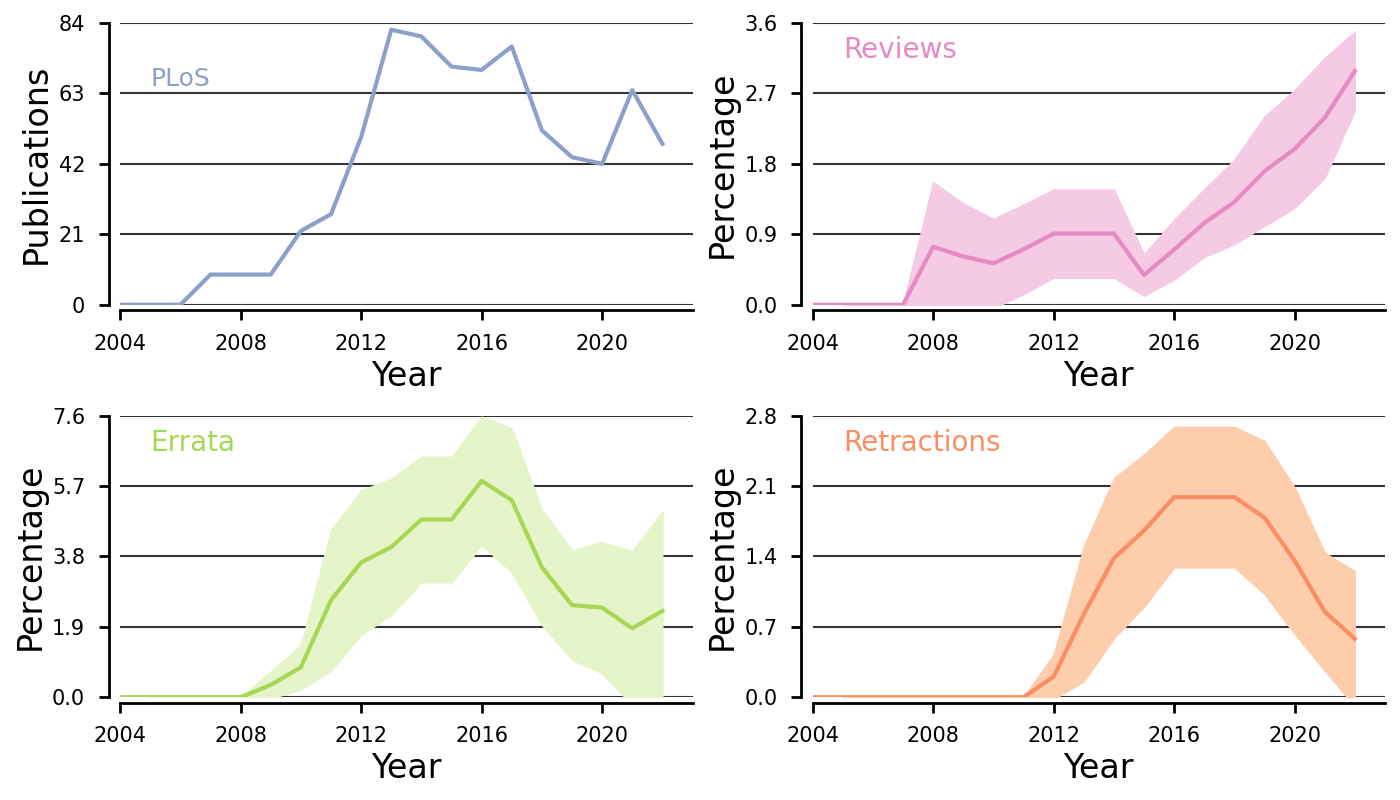 84
63
42
21
0
Publications
PLoS
2004 2008 2012 2016 2020
Year
3.6
2.7
1.8
0.9
0.0
Percentage
Reviews
2004 2008 2012 2016 2020
Year
7.6
5.7
3.8
1.9
0.0
Percentage
Errata
2004 2008 2012 2016 2020
Year
2.8
2.1
1.4
0.7
0.0
Percentage
Retractions
2004 2008 2012 2016 2020
Year